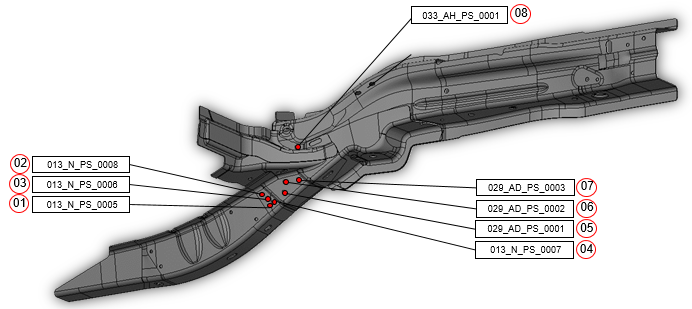 033_AH_PS_0001 08
02 013_N_PS_0008
03 013_N_PS_0006
01 013_N_PS_0005
029_AD_PS_0003 07
029_AD_PS_0002 06
029_AD_PS_0001 05
013_N_PS_0007 04